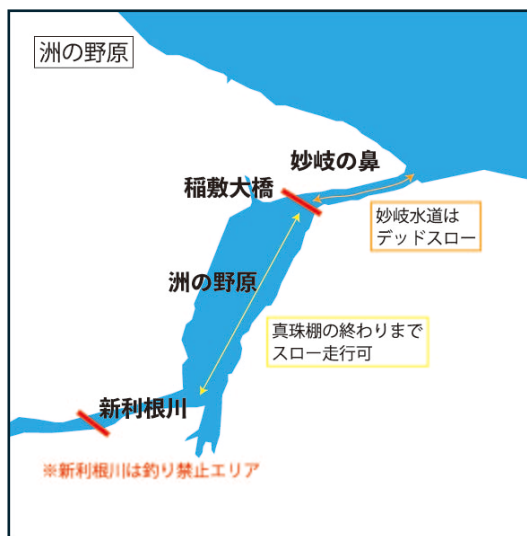 洲の野原
妙岐の鼻
稲敷大橋
妙岐水道は
デッドスロー
洲の野原
真珠棚の終わりまで
スロー走行可
新利根川
※新利根川は釣り禁止エリア